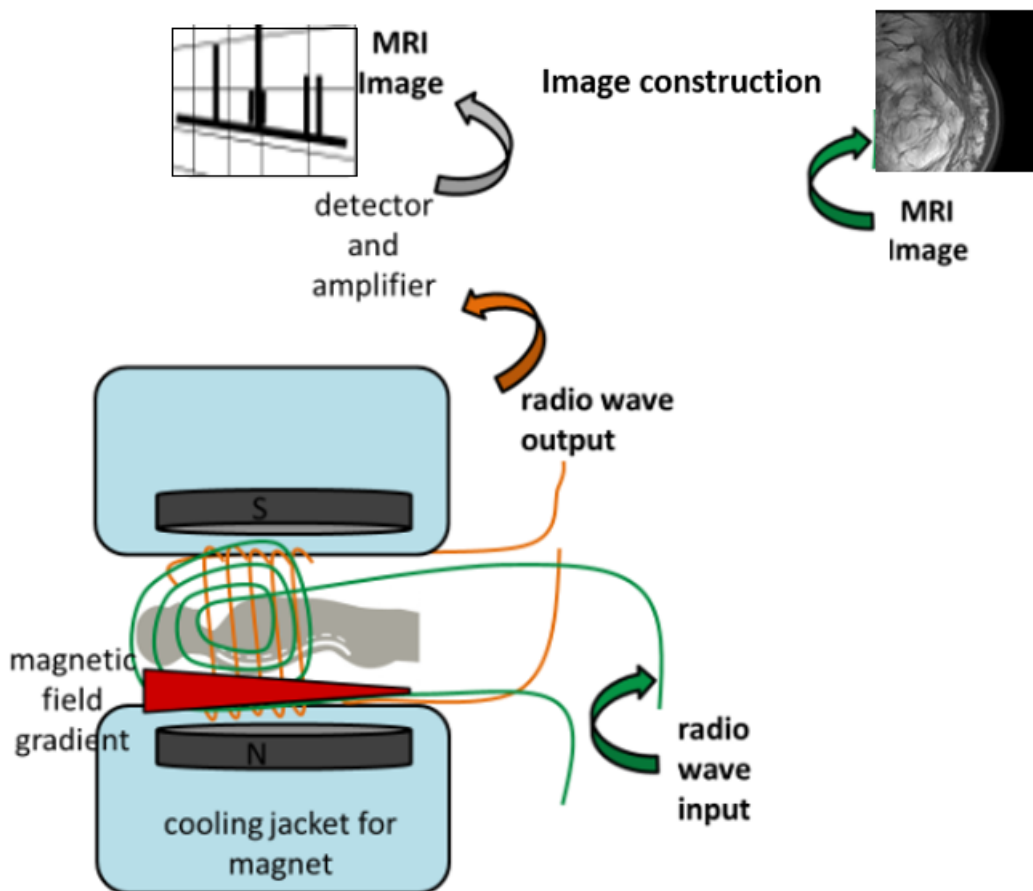 MRI
Image
Image construction
MRI
Image
detector
and
amplifier
radio wave
output
S
magnetic
field
gradient
N
radio
wave
input
cooling jacket for
magnet